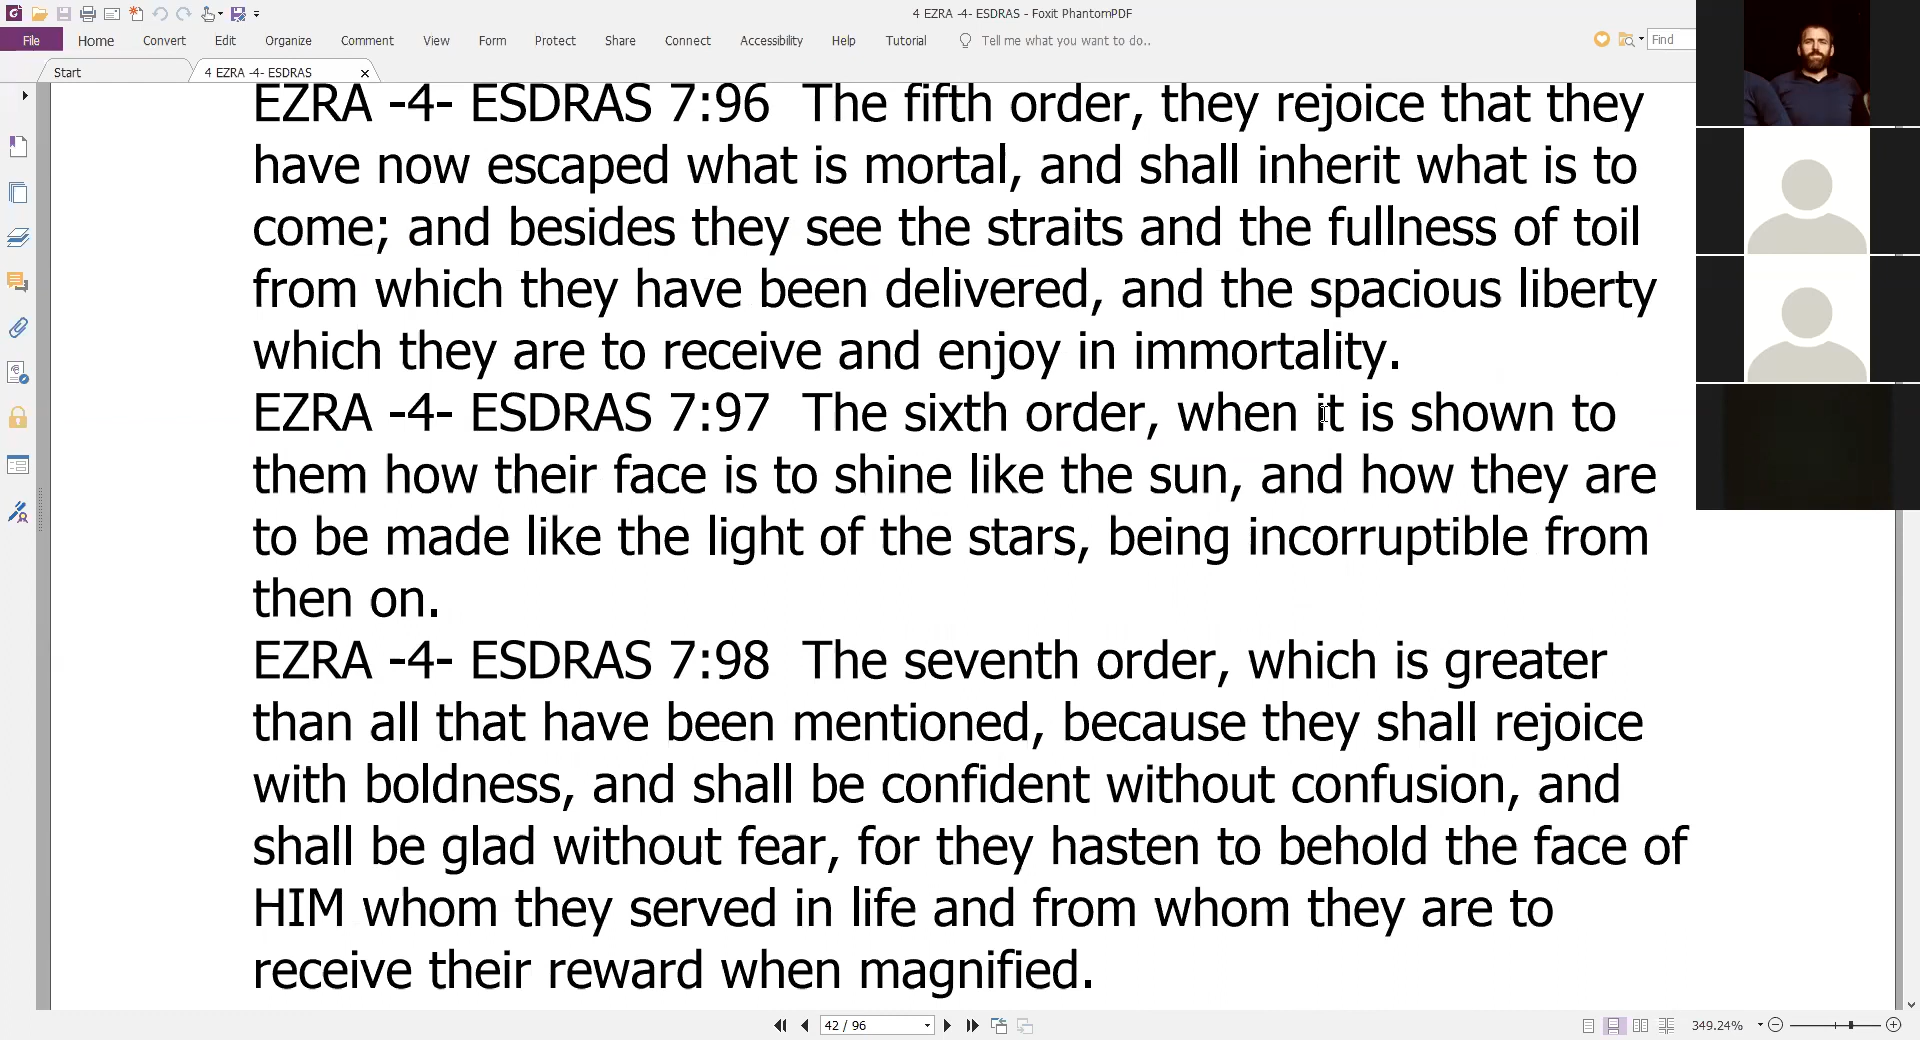 4 EZRA -4- ESDRAS - Foxit PhantomPDF
File Home Convert Edit Organize Comment View Form Protect Share Connect Accessibility Help Tutorial Tell me what you want to do.. Find
Start 4 EZRA -4- ESDRAS
EZRA -4- ESDRAS 7:96 The fifth order, they rejoice that they
have now escaped what is mortal, and shall inherit what is to
come; and besides they see the straits and the fullness of toil
from which they have been delivered, and the spacious liberty
which they are to receive and enjoy in immortality.
EZRA -4- ESDRAS 7:97 The sixth order, when it is shown to
them how their face is to shine like the sun, and how they are
to be made like the light of the stars, being incorruptible from
then on.
EZRA -4- ESDRAS 7:98 The seventh order, which is greater
than all that have been mentioned, because they shall rejoice
with boldness, and shall be confident without confusion, and
shall be glad without fear, for they hasten to behold the face of
HIM whom they served in life and from whom they are to
receive their reward when magnified.
42 / 96 349.24%